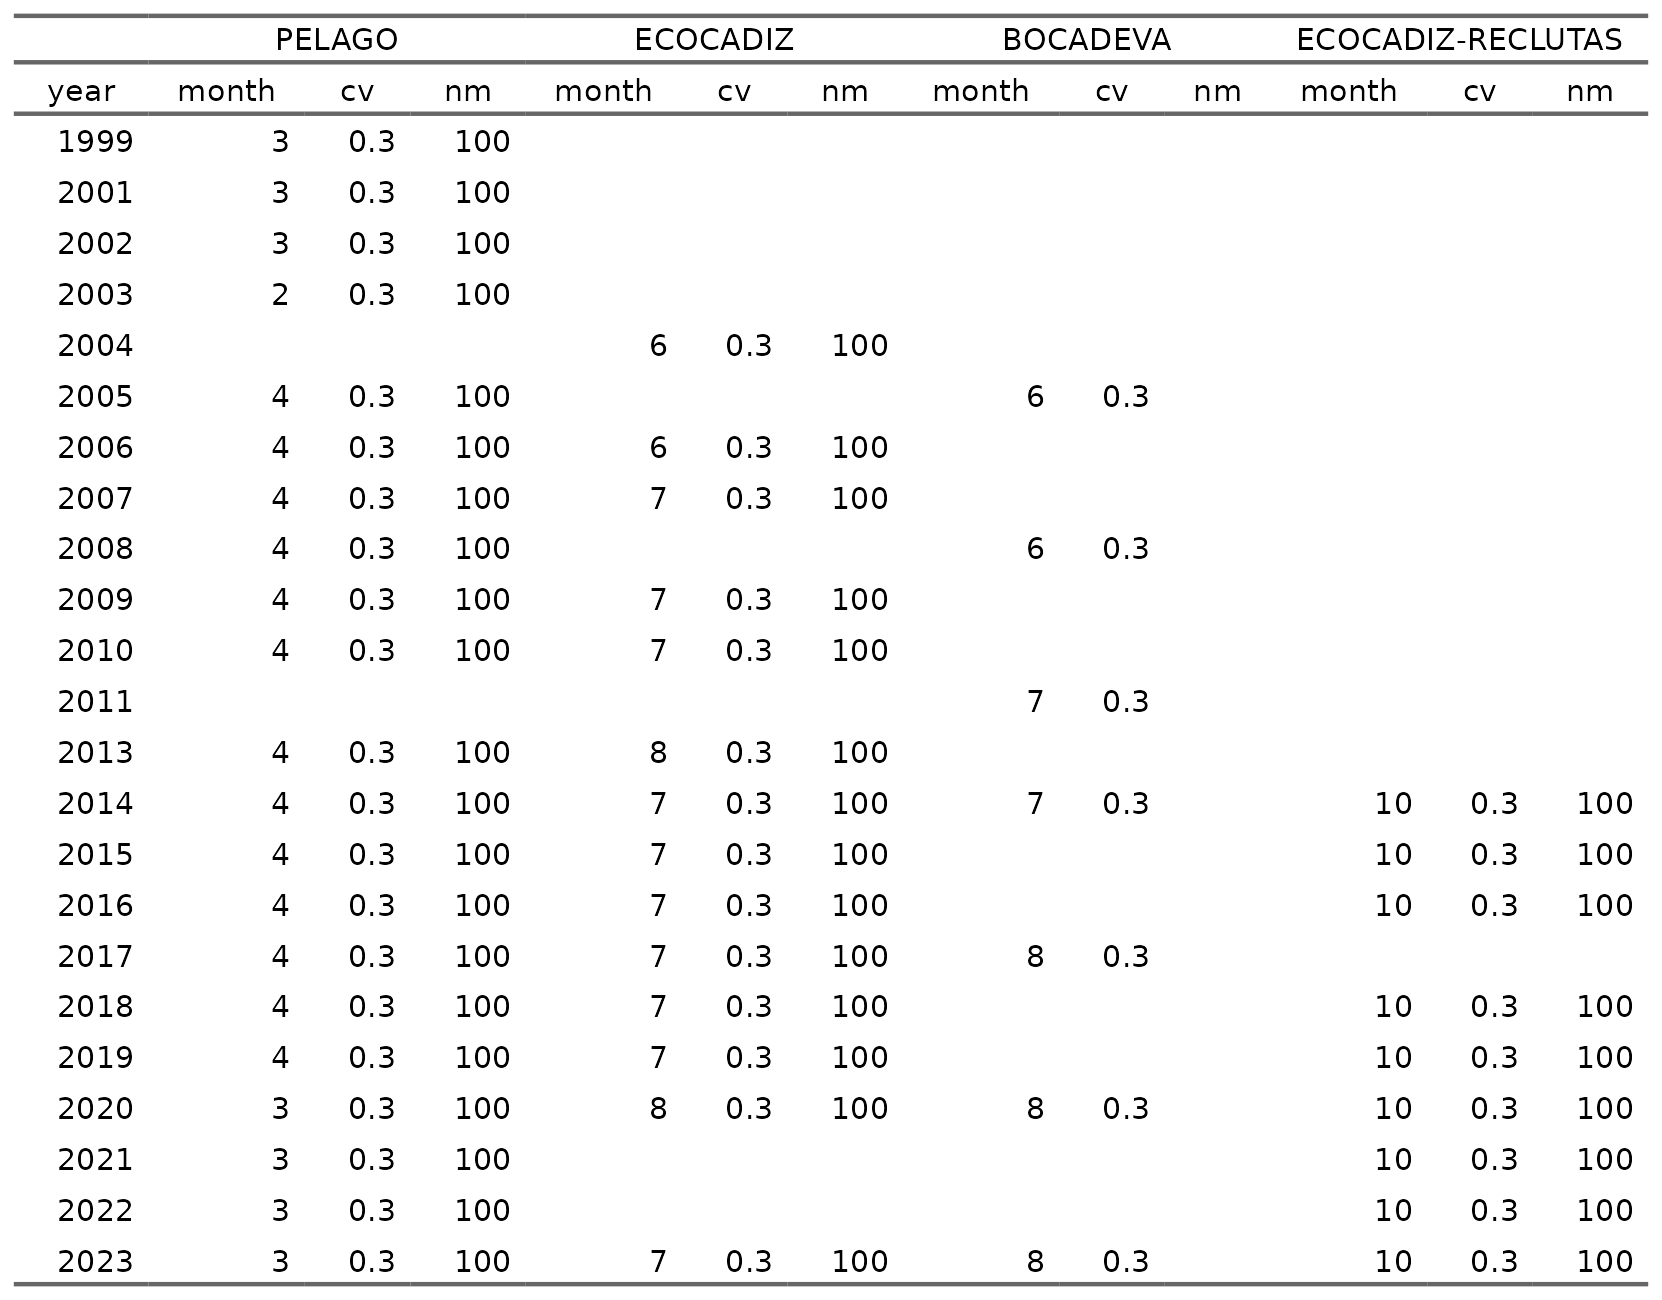 PELAGO ECOCADIZ BOCADEVA ECOCADIZ-RECLUTAS
year month cv nm month cv nm month cv nm month cv nm
1999 3 0.3 100
2001 3 0.3 100
2002 3 0.3 100
2003 2 0.3 100
2004 6 0.3 100
2005 4 0.3 100 6 0.3
2006 4 0.3 100 6 0.3 100
2007 4 0.3 100 7 0.3 100
2008 4 0.3 100 6 0.3
2009 4 0.3 100 7 0.3 100
2010 4 0.3 100 7 0.3 100
2011 7 0.3
2013 4 0.3 100 8 0.3 100
2014 4 0.3 100 7 0.3 100 7 0.3 10 0.3 100
2015 4 0.3 100 7 0.3 100 10 0.3 100
2016 4 0.3 100 7 0.3 100 10 0.3 100
2017 4 0.3 100 7 0.3 100 8 0.3
2018 4 0.3 100 7 0.3 100 10 0.3 100
2019 4 0.3 100 7 0.3 100 10 0.3 100
2020 3 0.3 100 8 0.3 100 8 0.3 10 0.3 100
2021 3 0.3 100 10 0.3 100
2022 3 0.3 100 10 0.3 100
2023 3 0.3 100 7 0.3 100 8 0.3 10 0.3 100